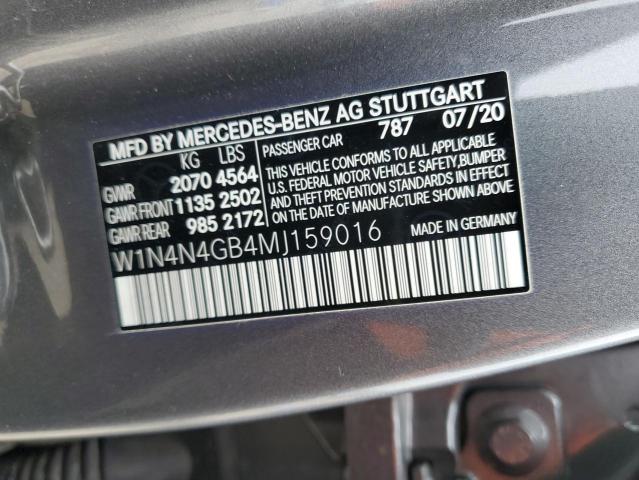 MFD BY MERCEDES-BENZ AG STUTTGART
PASSENGER CAR 787 07/20
KG LBS
GVWR 2070 4564
GAWR FRONT 1135 2502
GAWR REAR 985 2172
THIS VEHICLE CONFORMS TO ALL APPLICABLE
U.S. FEDERAL MOTOR VEHICLE SAFETY, BUMPER
AND THEFT PREVENTION STANDARDS IN EFFECT
ON THE DATE OF MANUFACTURE SHOWN ABOVE.
W1N4N4GB4MJ159016
MADE IN GERMANY